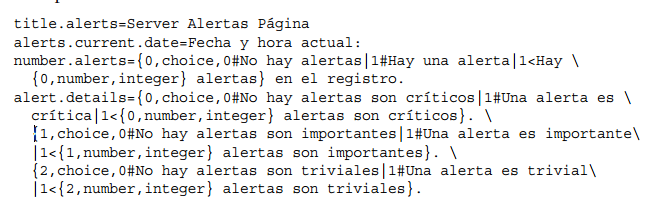 title.alerts=Server Alertas Página
alerts.current.date=Fecha y hora actual:
number.alerts={0,choice,0#No hay alertas|1#Hay una alerta|1<Hay \
{0,number,integer} alertas} en el registro.
alert.details={0,choice,0#No hay alertas son críticos|1#Una alerta es \
crítica|1<{0,number,integer} alertas son críticos}. \
{1,choice,0#No hay alertas son importantes|1#Una alerta es importante\
|1<{1,number,integer} alertas son importantes}. \
{2,choice,0#No hay alertas son triviales|1#Una alerta es trivial\
|1<{2,number,integer} alertas son triviales}.